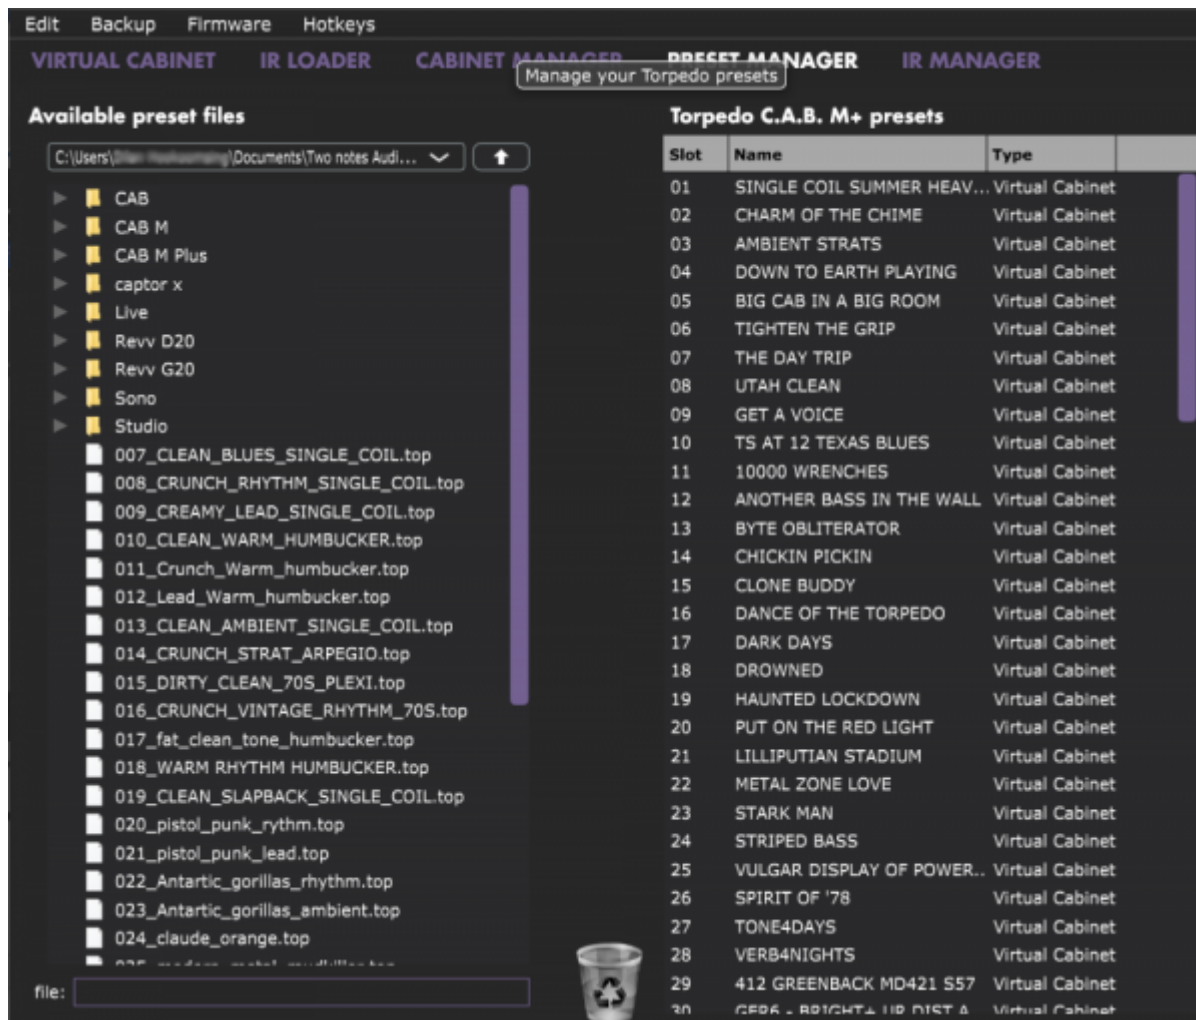 Edit Backup Firmware Hotkeys
VIRTUAL CABINET IR LOADER CABINET MANAGER PRESET MANAGER IR MANAGER
Manage your Torpedo presets
Available preset files
C:\Users\ \Documents\Two notes Audi...
CAB
CAB M
CAB M Plus
captor x
Live
Revv D20
Revv G20
Sono
Studio
007_CLEAN_BLUES_SINGLE_COIL.top
008_CRUNCH_RHYTHM_SINGLE_COIL.top
009_CREAMY_LEAD_SINGLE_COIL.top
010_CLEAN_WARM_HUMBUCKER.top
011_Crunch_Warm_humbucker.top
012_Lead_Warm_humbucker.top
013_CLEAN_AMBIENT_SINGLE_COIL.top
014_CRUNCH_STRAT_ARPEGIO.top
015_DIRTY_CLEAN_70S_PLEXI.top
016_CRUNCH_VINTAGE_RHYTHM_70S.top
017_fat_clean_tone_humbucker.top
018_WARM RHYTHM HUMBUCKER.top
019_CLEAN_SLAPBACK_SINGLE_COIL.top
020_pistol_punk_rythm.top
021_pistol_punk_lead.top
022_Antartic_gorillas_rhythm.top
023_Antartic_gorillas_ambient.top
024_claude_orange.top
file:
Torpedo C.A.B. M+ presets
Slot Name Type
01 SINGLE COIL SUMMER HEAV... Virtual Cabinet
02 CHARM OF THE CHIME Virtual Cabinet
03 AMBIENT STRATS Virtual Cabinet
04 DOWN TO EARTH PLAYING Virtual Cabinet
05 BIG CAB IN A BIG ROOM Virtual Cabinet
06 TIGHTEN THE GRIP Virtual Cabinet
07 THE DAY TRIP Virtual Cabinet
08 UTAH CLEAN Virtual Cabinet
09 GET A VOICE Virtual Cabinet
10 TS AT 12 TEXAS BLUES Virtual Cabinet
11 10000 WRENCHES Virtual Cabinet
12 ANOTHER BASS IN THE WALL Virtual Cabinet
13 BYTE OBLITERATOR Virtual Cabinet
14 CHICKIN PICKIN Virtual Cabinet
15 CLONE BUDDY Virtual Cabinet
16 DANCE OF THE TORPEDO Virtual Cabinet
17 DARK DAYS Virtual Cabinet
18 DROWNED Virtual Cabinet
19 HAUNTED LOCKDOWN Virtual Cabinet
20 PUT ON THE RED LIGHT Virtual Cabinet
21 LILLIPUTIAN STADIUM Virtual Cabinet
22 METAL ZONE LOVE Virtual Cabinet
23 STARK MAN Virtual Cabinet
24 STRIPED BASS Virtual Cabinet
25 VULGAR DISPLAY OF POWER.. Virtual Cabinet
26 SPIRIT OF '78 Virtual Cabinet
27 TONE4DAYS Virtual Cabinet
28 VERB4NIGHTS Virtual Cabinet
29 412 GREENBACK MD421 S57 Virtual Cabinet
30 GER6 - BRIGHT+ UR DIST A Virtual Cabinet